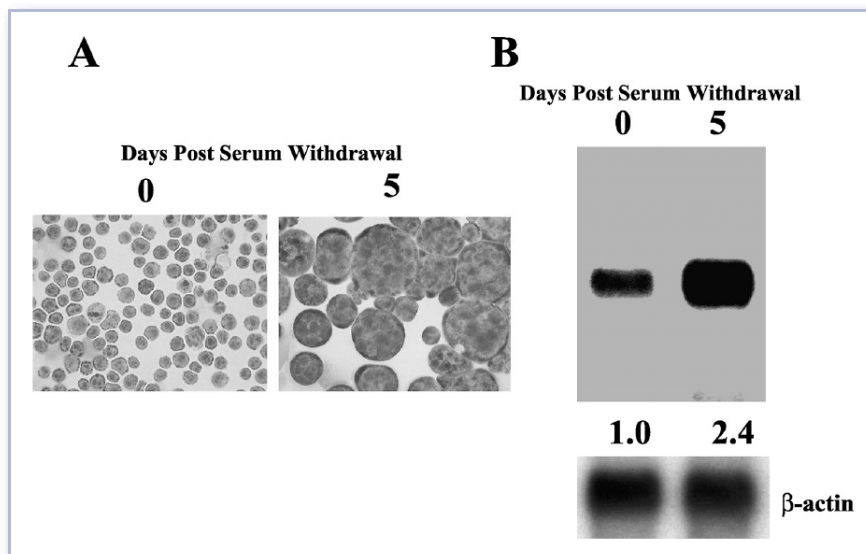 A
Days Post Serum Withdrawal
0 5
B
Days Post Serum Withdrawal
0 5
1.0 2.4
β-actin